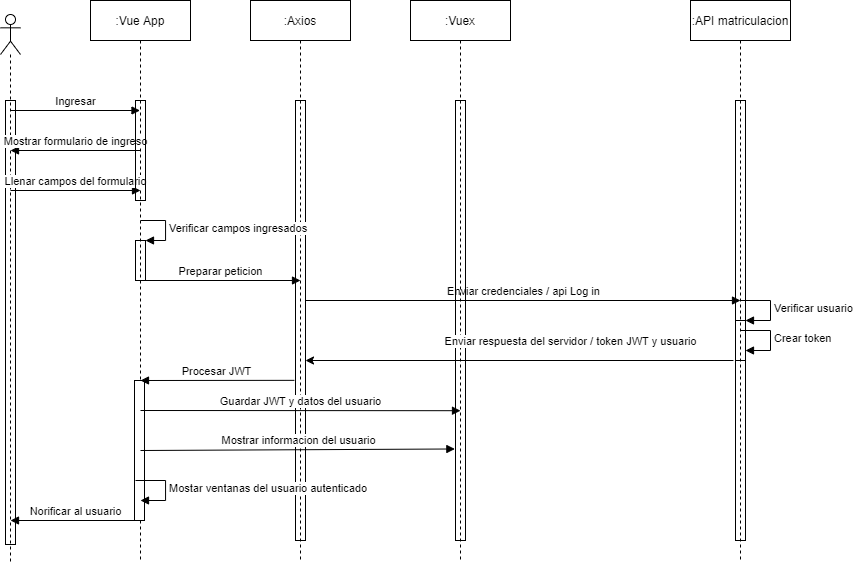 :Vue App
:Axios
:Vuex
:API matriculacion
Ingresar
Mostrar formulario de ingreso
Llenar campos del formulario
Verificar campos ingresados
Preparar peticion
Enviar credenciales / api Log in
Verificar usuario
Crear token
Enviar respuesta del servidor / token JWT y usuario
Procesar JWT
Guardar JWT y datos del usuario
Mostrar informacion del usuario
Mostar ventanas del usuario autenticado
Norificar al usuario